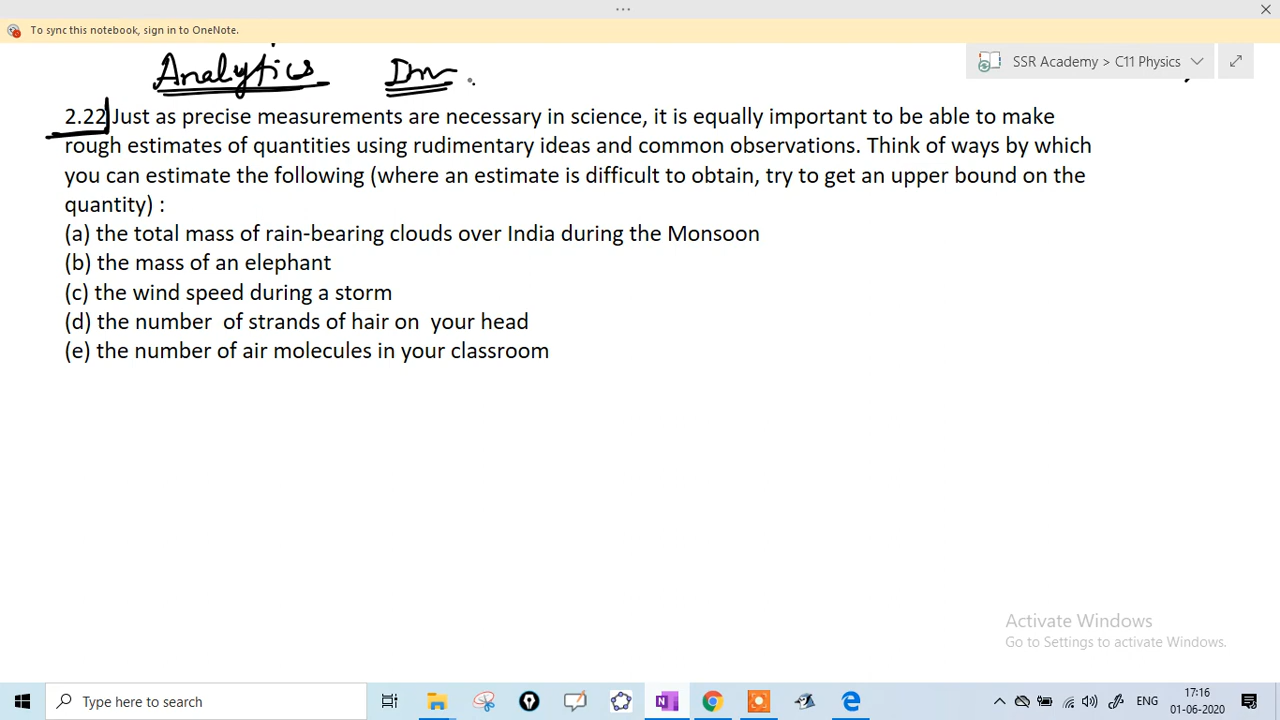 To sync this notebook, sign in to OneNote.
SSR Academy > C11 Physics
Analytics
2.22 Just as precise measurements are necessary in science, it is equally important to be able to make
rough estimates of quantities using rudimentary ideas and common observations. Think of ways by which
you can estimate the following (where an estimate is difficult to obtain, try to get an upper bound on the
quantity) :
(a) the total mass of rain-bearing clouds over India during the Monsoon
(b) the mass of an elephant
(c) the wind speed during a storm
(d) the number of strands of hair on your head
(e) the number of air molecules in your classroom
Activate Windows
Go to Settings to activate Windows.
Type here to search
ENG
17:16
01-06-2020